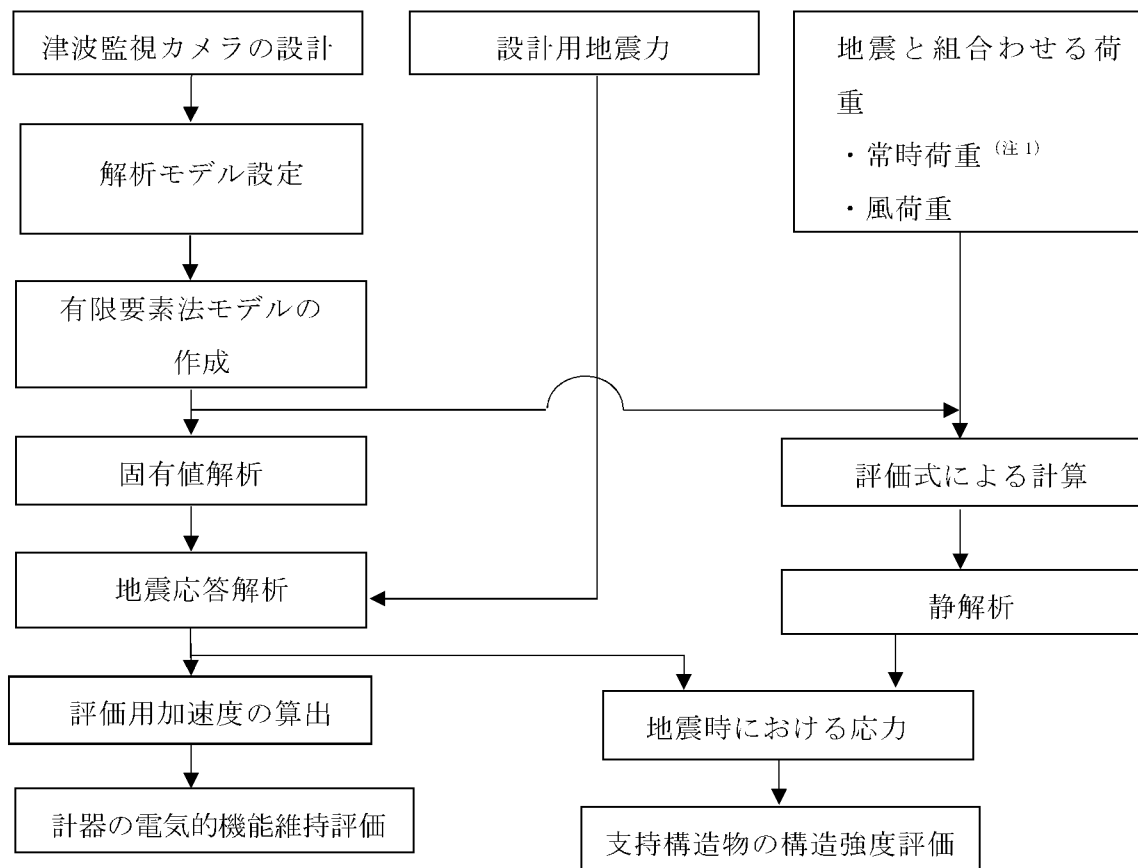 津波監視カメラの設計
設計用地震力
地震と組合わせる荷
重
・常時荷重(注1)
・風荷重
解析モデル設定
有限要素法モデルの
作成
固有値解析
評価式による計算
地震応答解析
静解析
評価用加速度の算出
地震時における応力
計器の電気的機能維持評価
支持構造物の構造強度評価